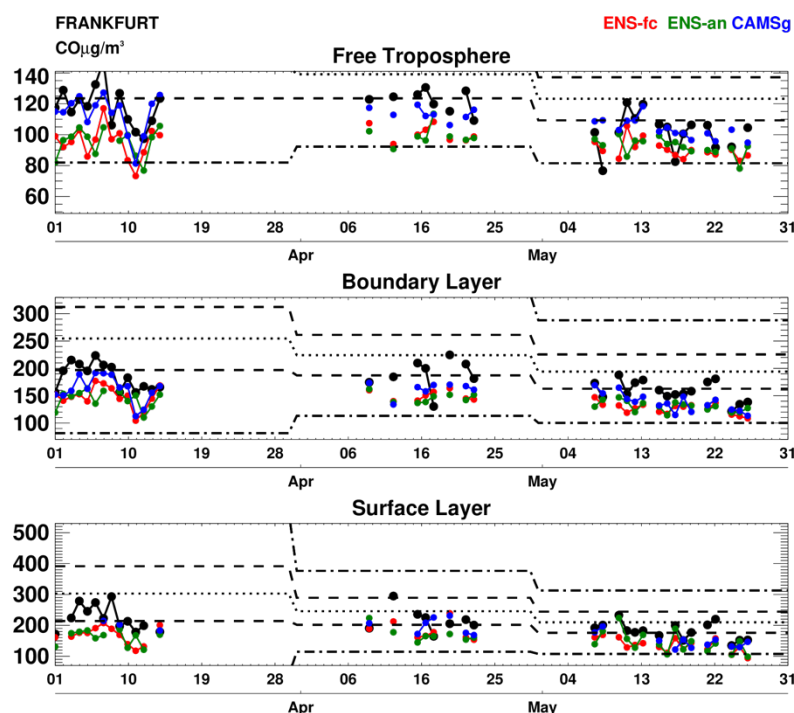 FRANKFURT ENS-fc ENS-an CAMSg
COμg/m³
Free Troposphere
140
120
100
80
60
01 10 19 28 06 16 22 04 13 22 31
Apr May
Boundary Layer
300
250
200
150
100
01 10 19 28 06 16 22 04 13 22 31
Apr May
Surface Layer
500
400
300
200
100
01 10 19 28 06 16 22 04 13 22 31
Apr May